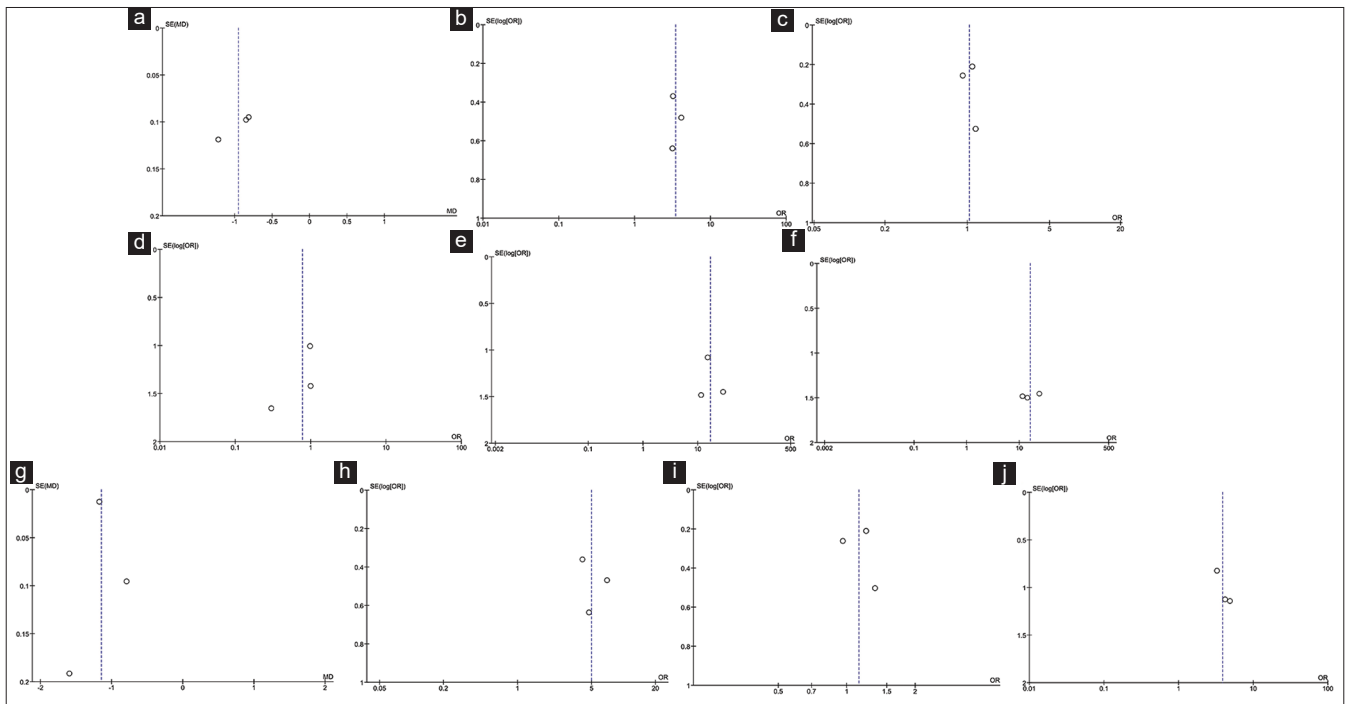 a
SE(MD)
0
0.05
0.1
0.15
0.2
-1 -0.5 0 0.5 1
MD
b
SE(log[OR])
0
0.2
0.4
0.6
0.8
1
0.01 0.1 1 10 100
OR
c
SE(log[OR])
0
0.2
0.4
0.6
0.8
1
0.05 0.2 1 5 20
OR
d
SE(log[OR])
0
0.5
1
1.5
2
0.01 0.1 1 10 100
OR
e
SE(log[OR])
0
0.5
1
1.5
2
0.002 0.1 1 10 500
OR
f
SE(log[OR])
0
0.5
1
1.5
2
0.002 0.1 1 10 500
OR
g
SE(MD)
0
0.05
0.1
0.15
0.2
-2 -1 0 1 2
MD
h
SE(log[OR])
0
0.2
0.4
0.6
0.8
1
0.05 0.2 1 5 20
OR
i
SE(log[OR])
0
0.2
0.4
0.6
0.8
1
0.5 0.7 1 1.5 2
OR
j
SE(log[OR])
0
0.5
1
1.5
2
0.01 0.1 1 10 100
OR